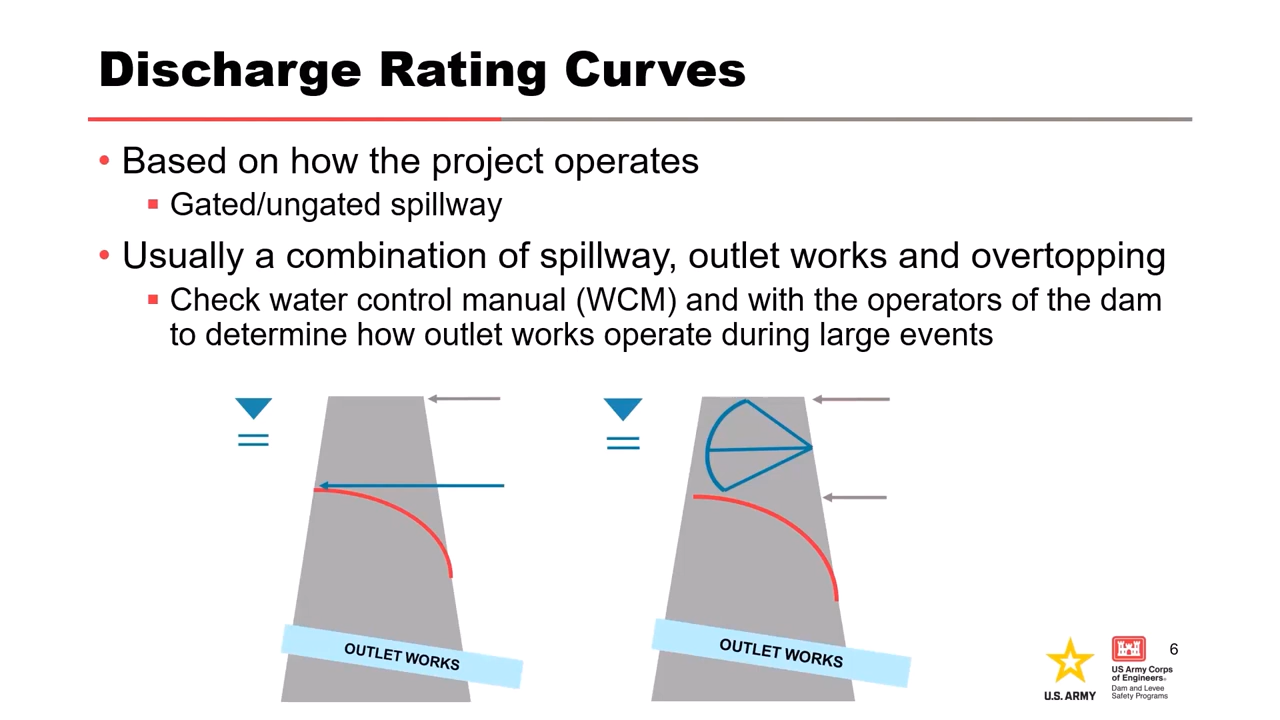 Discharge Rating Curves
• Based on how the project operates
▪ Gated/ungated spillway
• Usually a combination of spillway, outlet works and overtopping
▪ Check water control manual (WCM) and with the operators of the dam
to determine how outlet works operate during large events
OUTLET WORKS
OUTLET WORKS
U.S. ARMY
US Army Corps
of Engineers®
Dam and Levee
Safety Programs
6